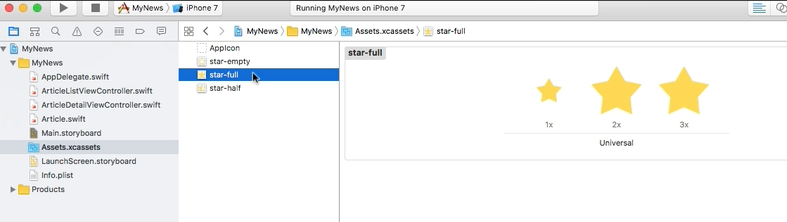 MyNews iPhone 7
Running MyNews on iPhone 7
MyNews MyNews Assets.xcassets star-full
MyNews
MyNews
AppDelegate.swift
ArticleListViewController.swift
ArticleDetailViewController.swift
Article.swift
Main.storyboard
Assets.xcassets
LaunchScreen.storyboard
Info.plist
Products
AppIcon
star-empty
star-full
star-half
star-full
1x 2x 3x
Universal